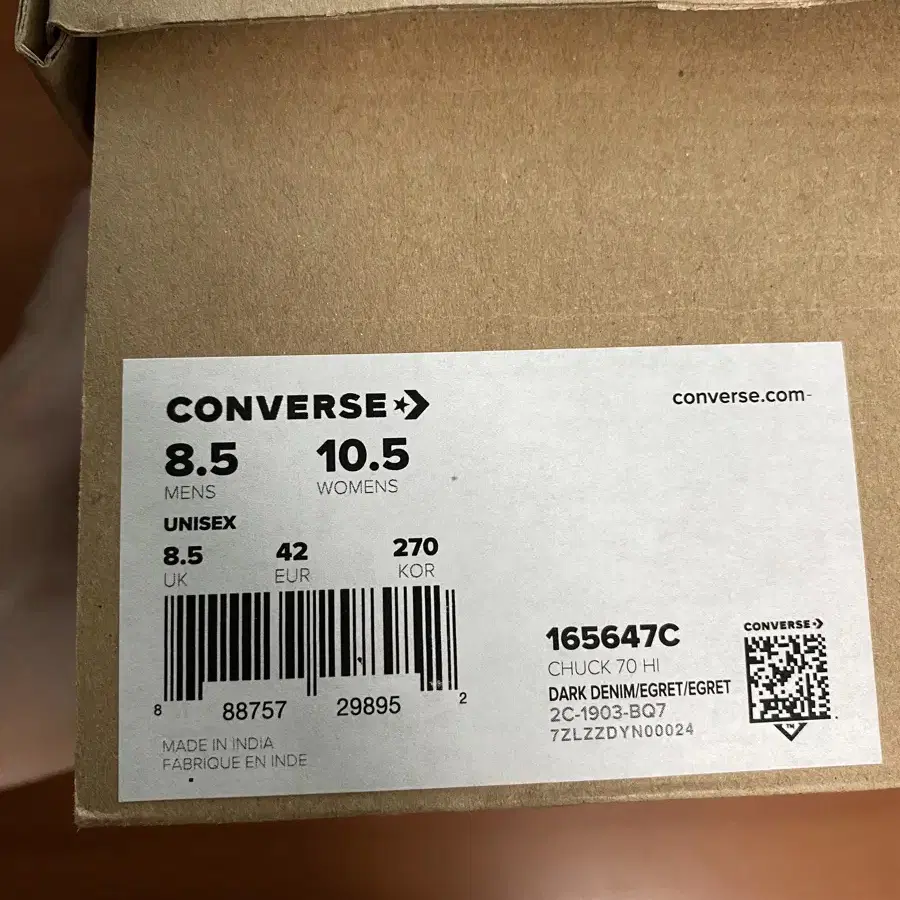 CONVERSE
converse.com
8.5 10.5
MENS WOMENS
UNISEX
8.5 42 270
UK EUR KOR
8 88757 29895 2
MADE IN INDIA
FABRIQUE EN INDE
CONVERSE
165647C
CHUCK 70 HI
DARK DENIM/EGRET/EGRET
2C-1903-BQ7
7ZLZZDYN00024